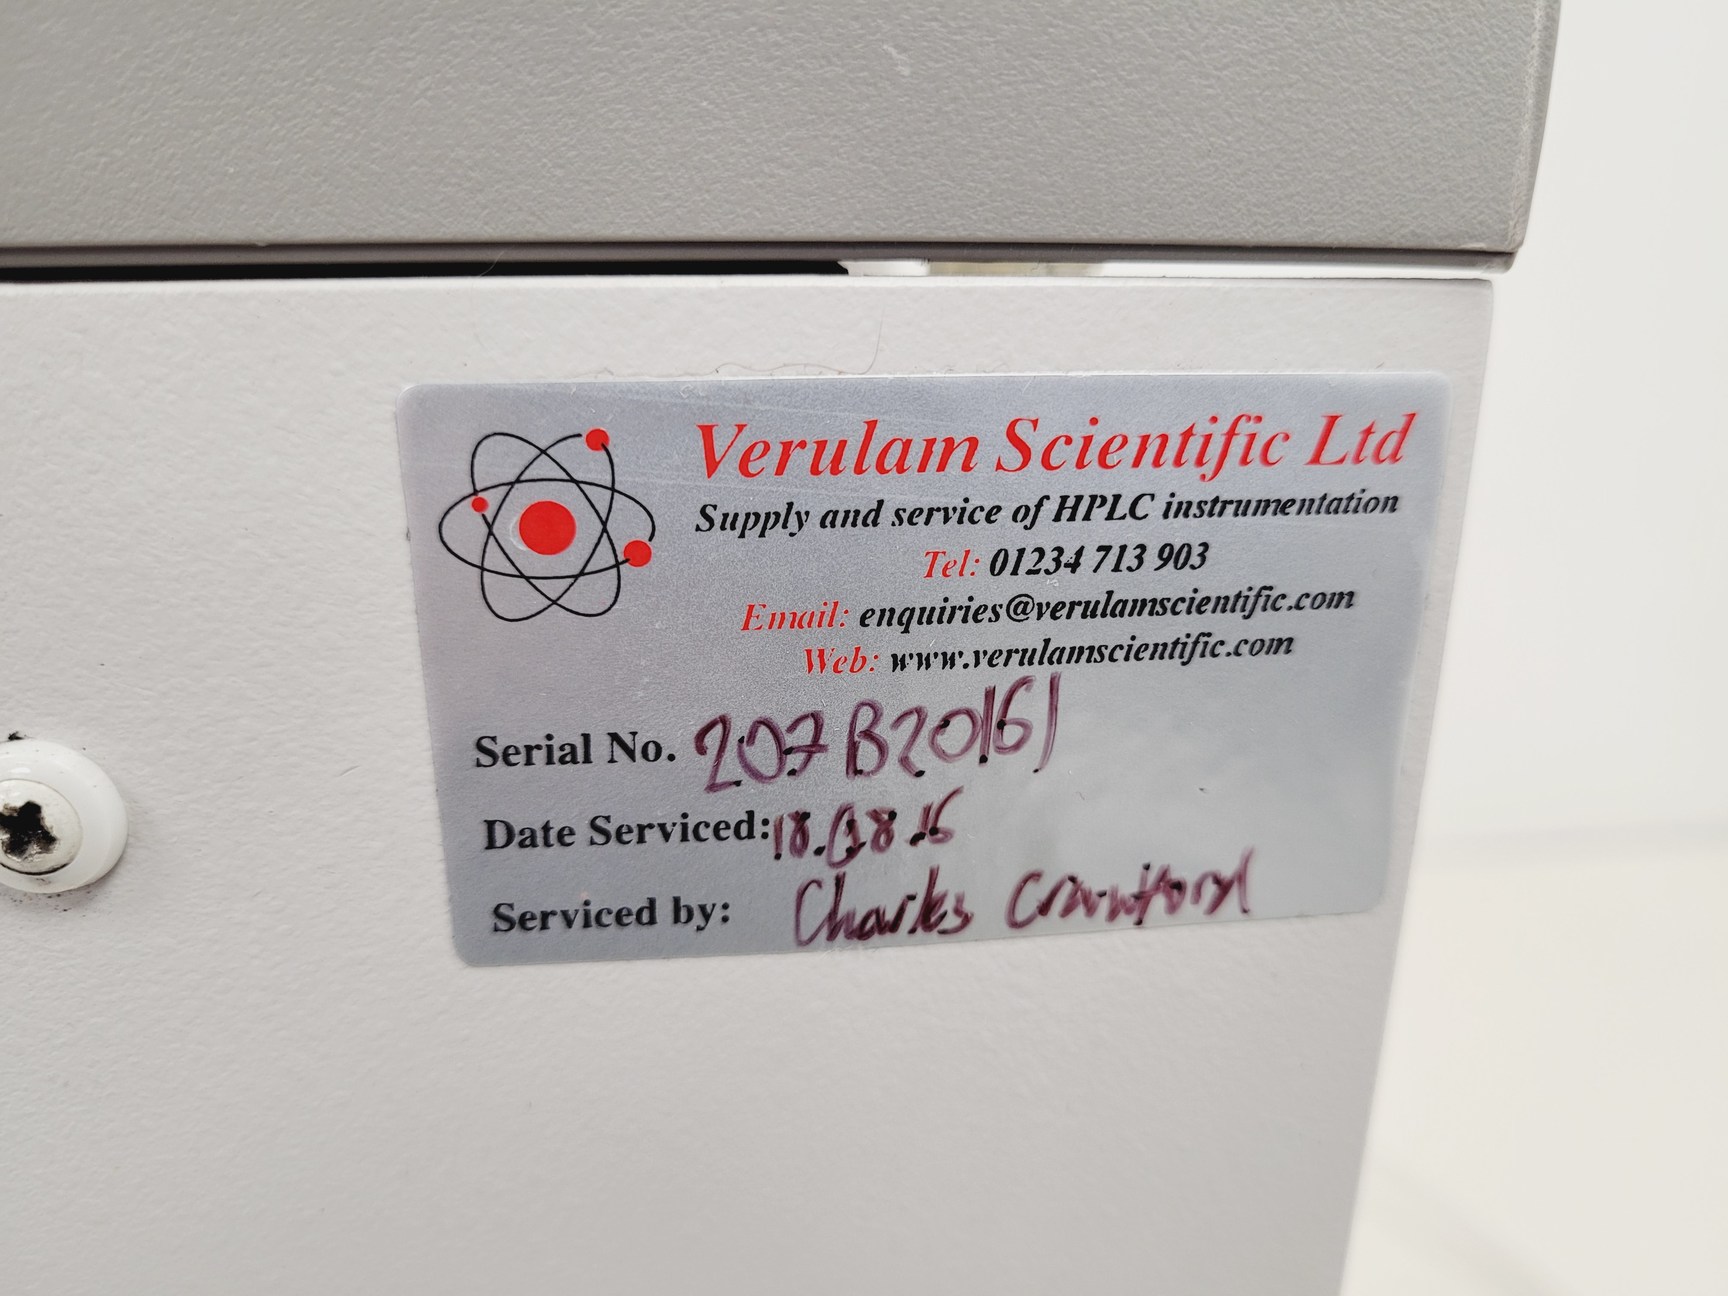 Verulam Scientific Ltd
Supply and service of HPLC instrumentation
Tel: 01234 713 903
Email: enquiries@verulamscientific.com
Web: www.verulamscientific.com
Serial No. 207B20161
Date Serviced: 18.08.16
Serviced by: Charles Crawford